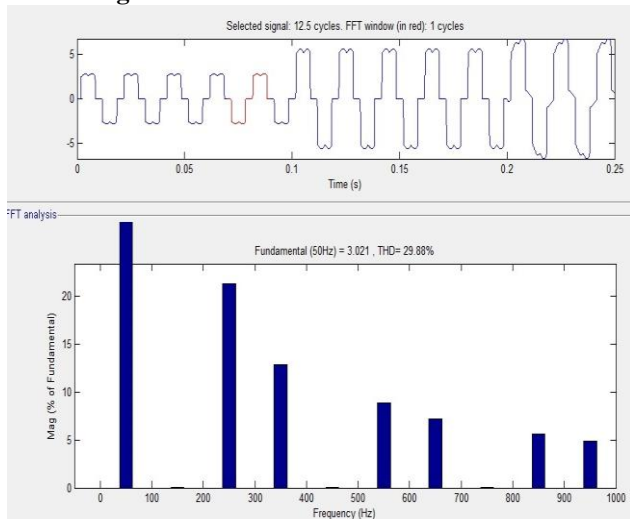 Selected signal: 12.5 cycles. FFT window (in red): 1 cycles
5
0
-5
0 0.05 0.1 0.15 0.2 0.25
Time (s)
FFT analysis
Fundamental (50Hz) = 3.021 , THD= 29.88%
Mag (% of Fundamental)
20
15
10
5
0
0 100 200 300 400 500 600 700 800 900 1000
Frequency (Hz)